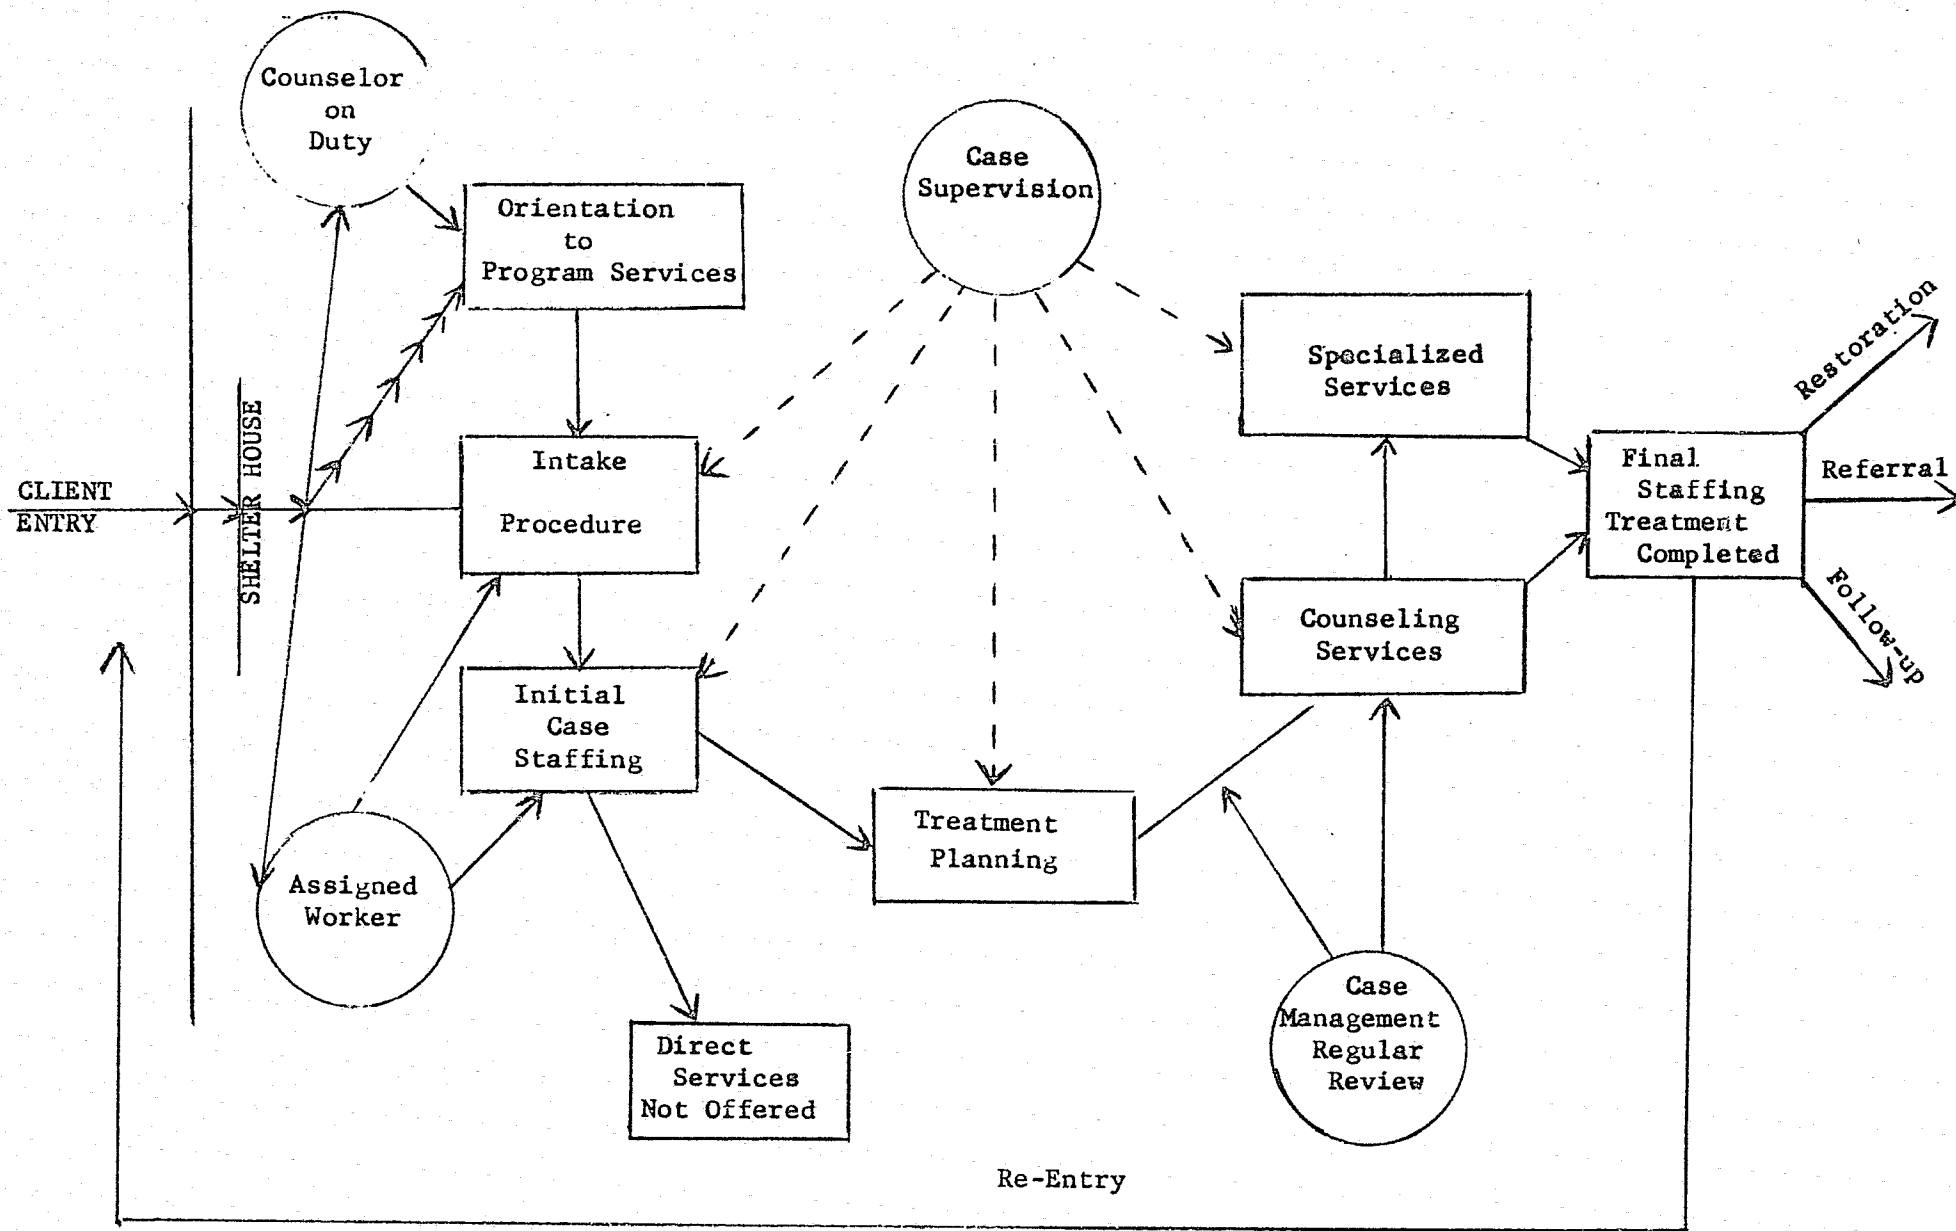 Counselor
on
Duty
Orientation
to
Program Services
Case
Supervision
Specialized
Services
Restoration
CLIENT
ENTRY
SHELTER HOUSE
Intake
Procedure
Final
Staffing
Treatment
Completed
Referral
Follow-up
Counseling
Services
Initial
Case
Staffing
Treatment
Planning
Assigned
Worker
Case
Management
Regular
Review
Direct
Services
Not Offered
Re-Entry